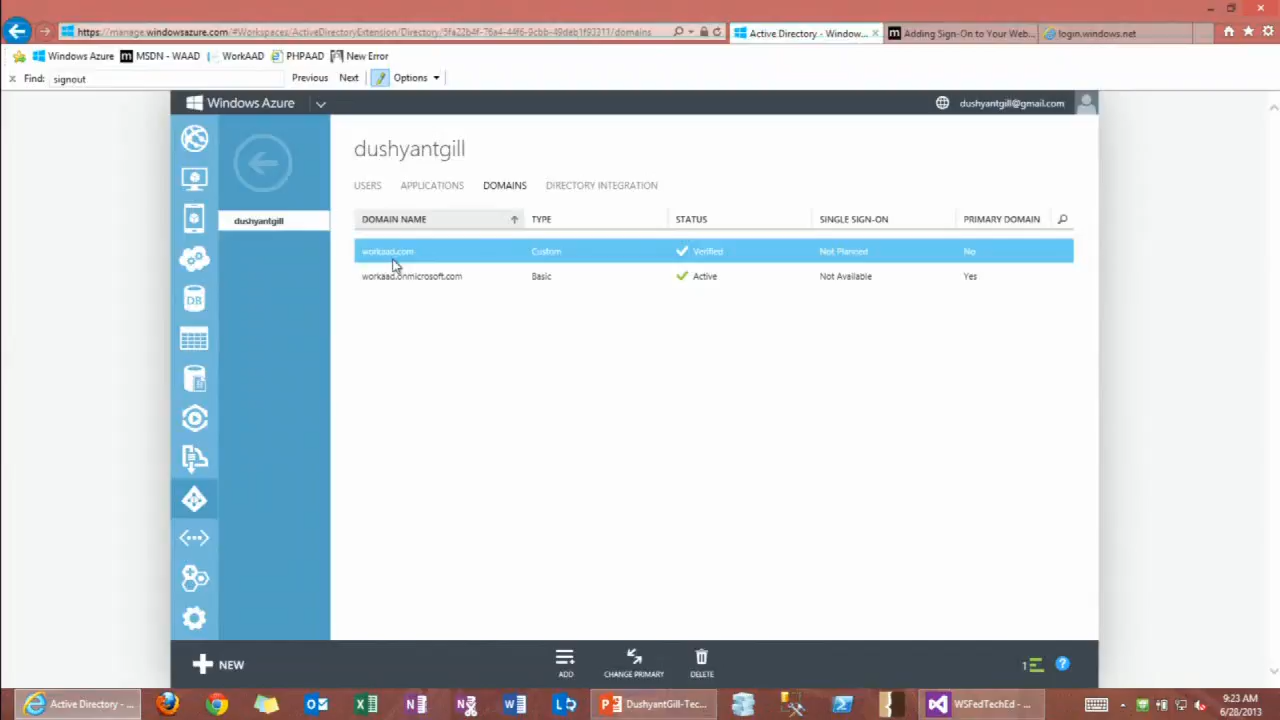 https://manage.windowsazure.com/#Workspaces/ActiveDirectoryExtension/Directory/5fa22b4f-76a4-44f6-9cbb-49deb1f93311/domains
Active Directory - Window...
Adding Sign-On to Your Web...
login.windows.net
Windows Azure
MSDN - WAAD
WorkAAD
PHPAAD
New Error
x Find: signout
Previous
Next
Options
Windows Azure
dushyantgill@gmail.com
dushyantgill
USERS
APPLICATIONS
DOMAINS
DIRECTORY INTEGRATION
dushyantgill
DOMAIN NAME
TYPE
STATUS
SINGLE SIGN-ON
PRIMARY DOMAIN
workaad.com
Custom
Verified
Not Planned
No
workaad.onmicrosoft.com
Basic
Active
Not Available
Yes
DB
NEW
ADD
CHANGE PRIMARY
DELETE
1
?
Active Directory - ...
DushyantGill-Tec...
WSFedTechEd - ...
9:23 AM
6/28/2013